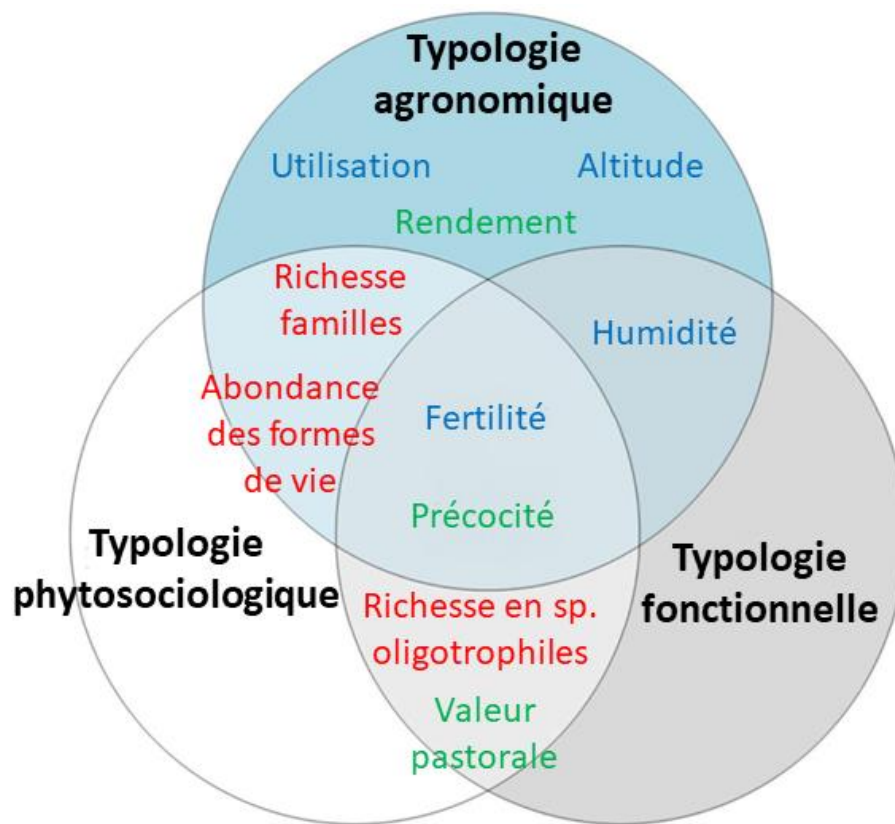 Typologie
agronomique
Utilisation
Altitude
Rendement
Richesse
familles
Humidité
Abondance
des formes
de vie
Fertilité
Précocité
Typologie
phytosociologique
Typologie
fonctionnelle
Richesse en sp.
oligotrophiles
Valeur
pastorale